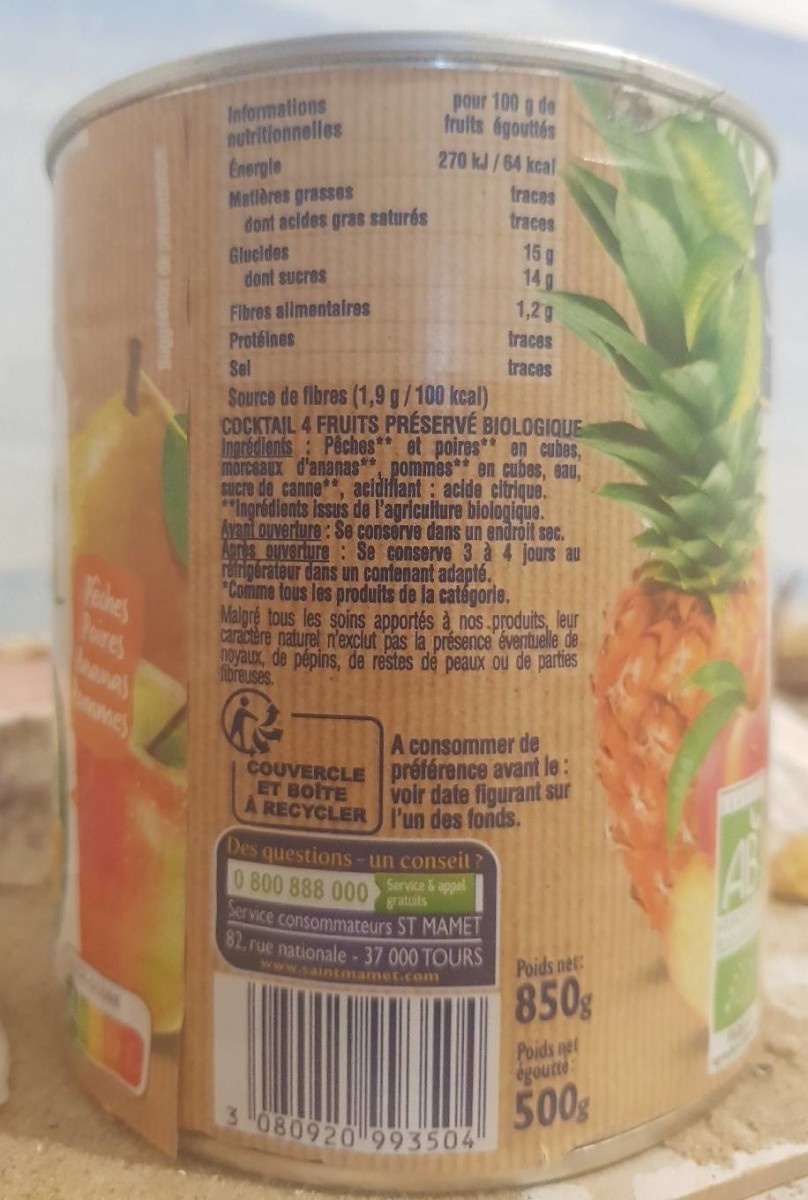 Informations pour 100 g de
nutritionnelles fruits égouttés
Énergie 270 kJ / 64 kcal
Matières grasses traces
dont acides gras saturés traces
Glucides 15 g
dont sucres 14 g
Fibres alimentaires 1,2 g
Protéines traces
Sel traces
Source de fibres (1,9 g / 100 kcal)
COCKTAIL 4 FRUITS PRÉSERVÉ BIOLOGIQUE
Ingrédients : Pêches** et poires** en cubes,
morceaux d'ananas**, pommes** en cubes, eau,
sucre de canne**, acidifiant : acide citrique.
**Ingrédients issus de l'agriculture biologique.
Avant ouverture : Se conserve dans un endroit sec.
Après ouverture : Se conserve 3 à 4 jours au
réfrigérateur dans un contenant adapté.
*Comme tous les produits de la catégorie.
Malgré tous les soins apportés à nos produits, leur
caractère naturel n'exclut pas la présence éventuelle de
noyaux, de pépins, de restes de peaux ou de parties
fibreuses.
COUVERCLE
ET BOÎTE
À RECYCLER
A consommer de
préférence avant le :
voir date figurant sur
l'un des fonds.
Des questions - un conseil ?
0 800 888 000 Service & appel
gratuits
Service consommateurs ST MAMET
82, rue nationale - 37 000 TOURS
www.saintmamet.com
3 080920 993504
Poids net:
850g
Poids net
égoutté:
500g
Pêches
Poires
Ananas
Pommes
AB